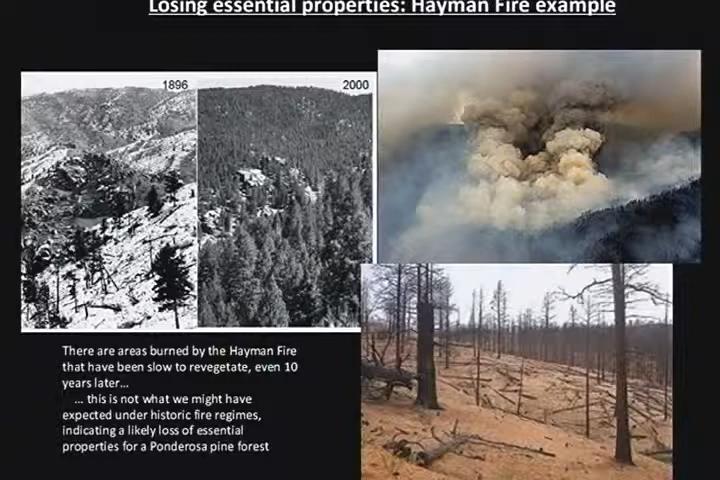 Losing essential properties: Hayman Fire example
1896
2000
There are areas burned by the Hayman Fire
that have been slow to revegetate, even 10
years later...
... this is not what we might have
expected under historic fire regimes,
indicating a likely loss of essential
properties for a Ponderosa pine forest